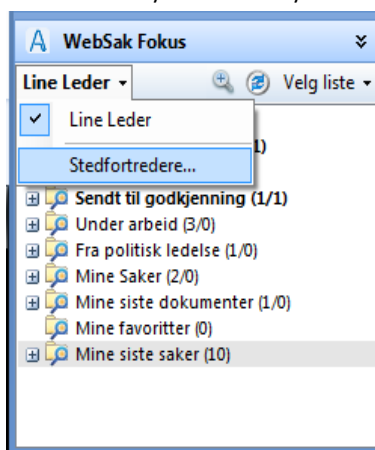 WebSak Fokus
Line Leder
Velg liste
Line Leder
1)
Stedfortredere...
Sendt til godkjenning (1/1)
Under arbeid (3/0)
Fra politisk ledelse (1/0)
Mine Saker (2/0)
Mine siste dokumenter (1/0)
Mine favoritter (0)
Mine siste saker (10)